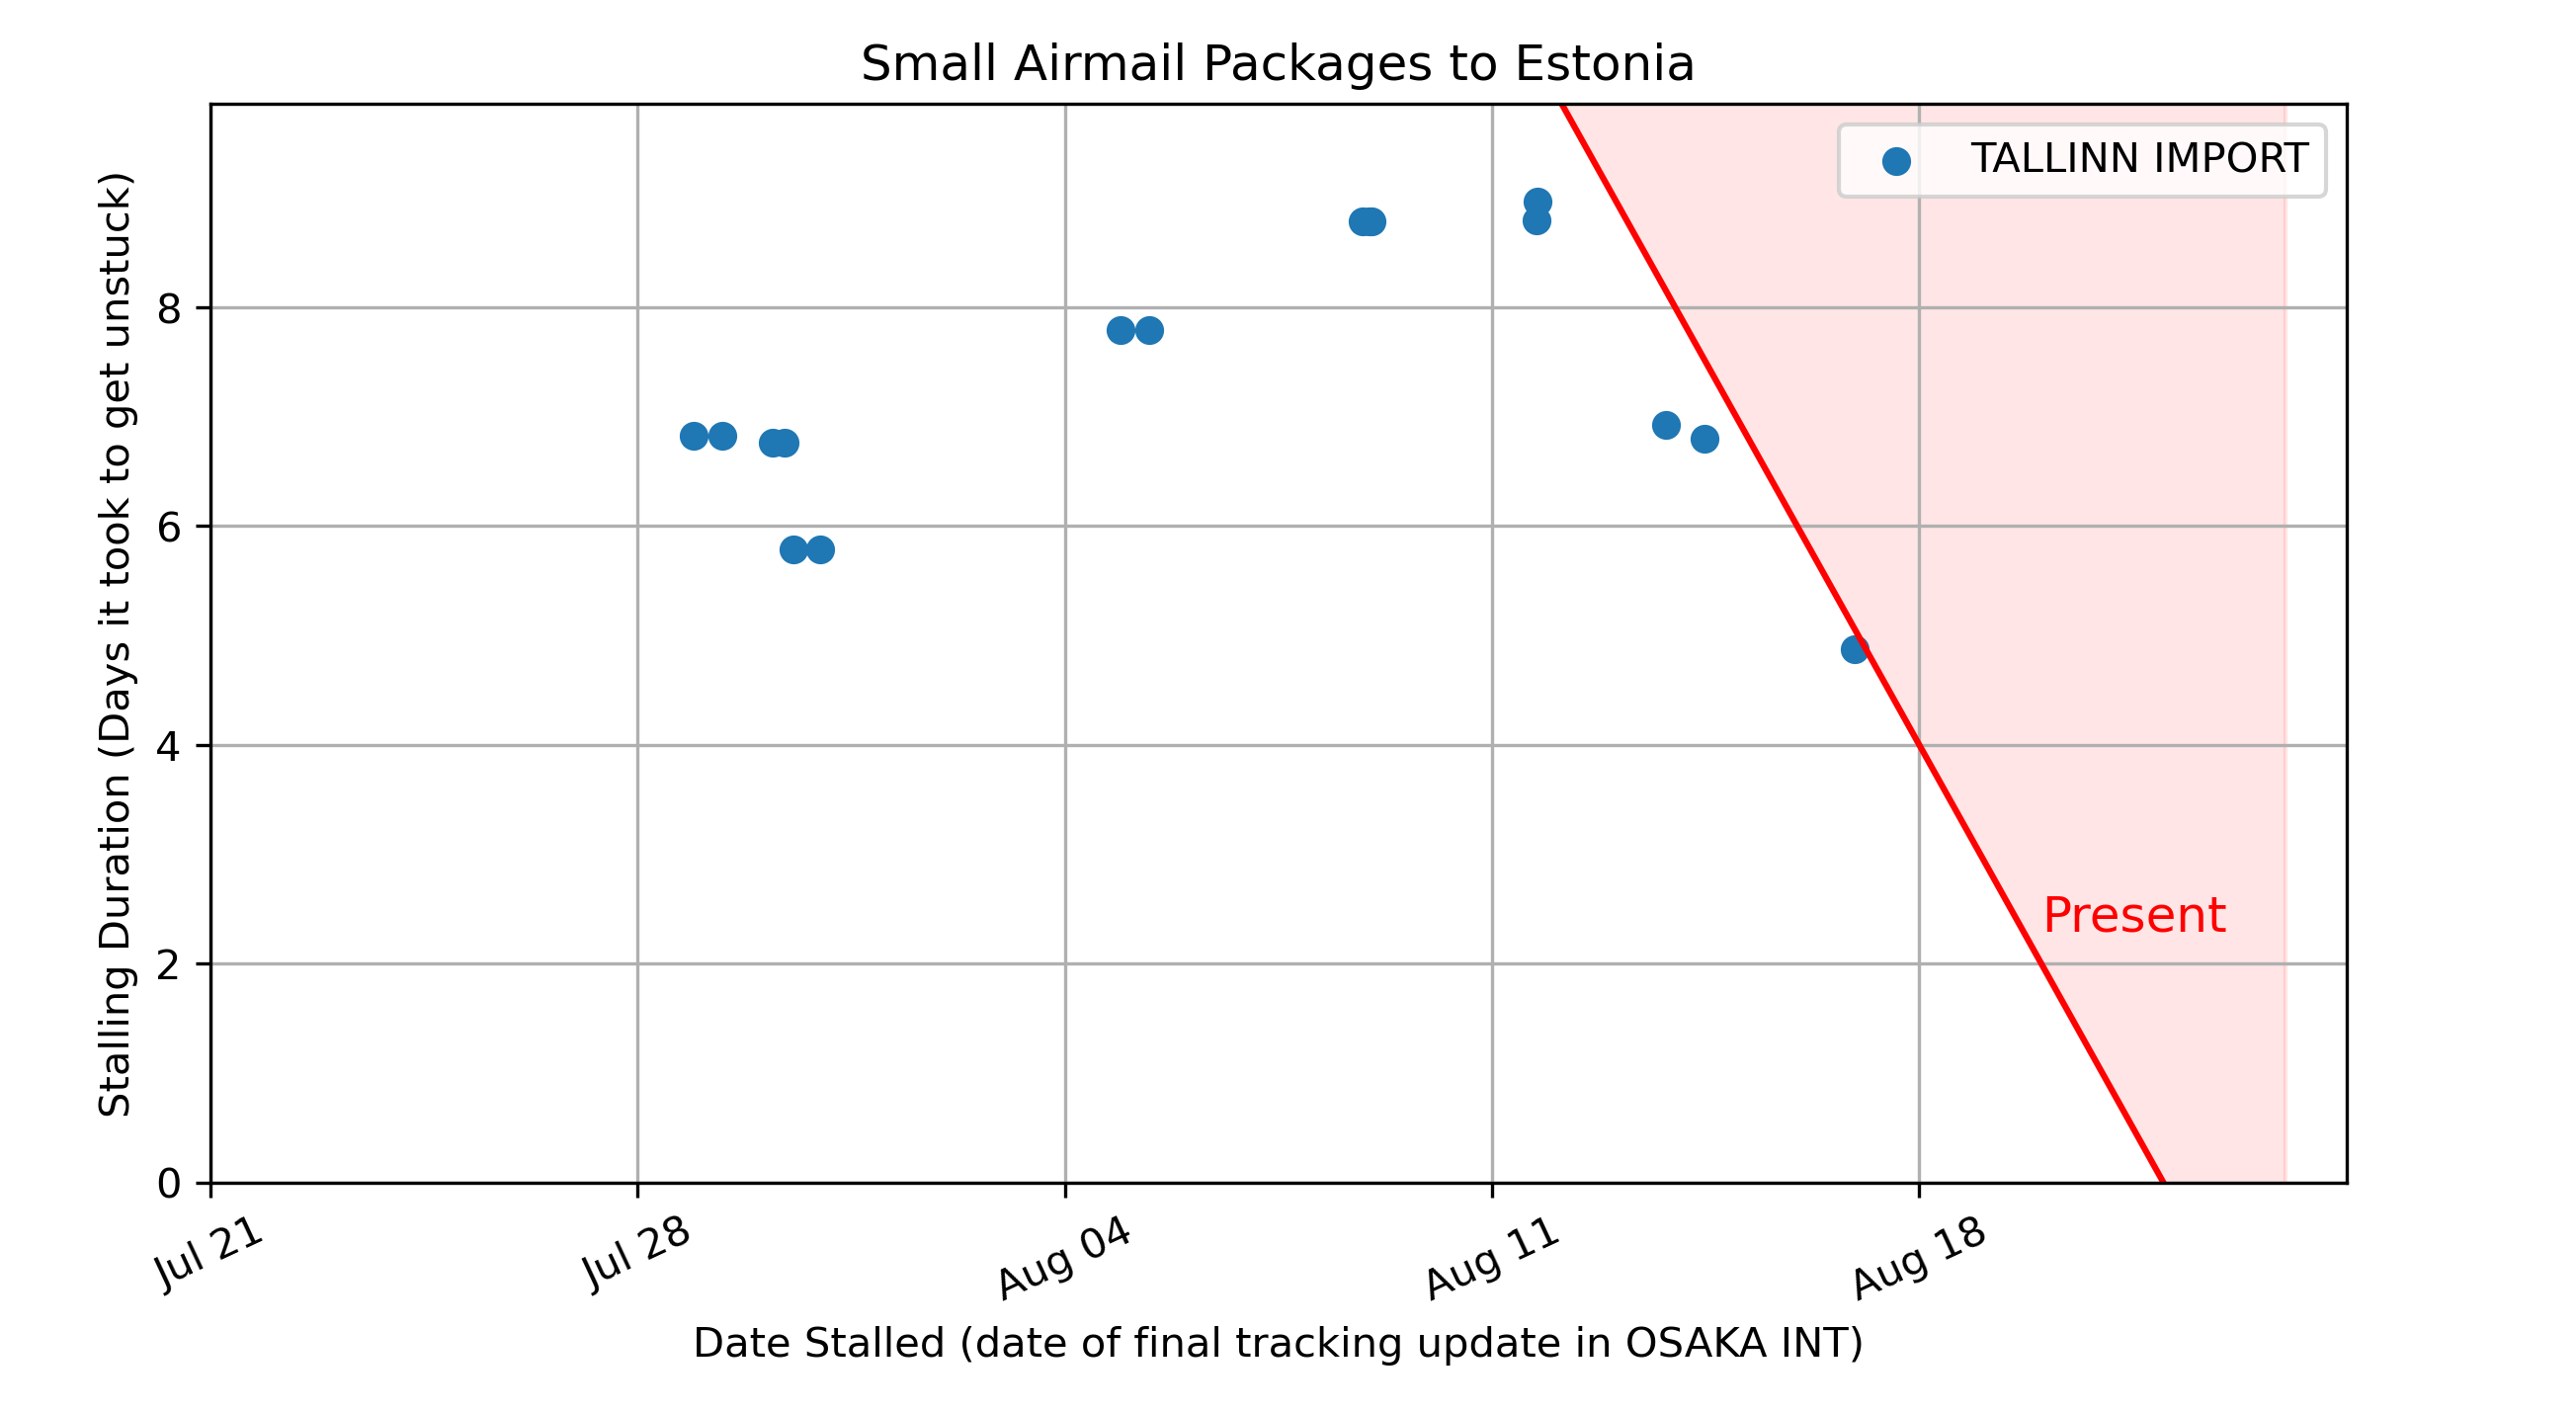 Small Airmail Packages to Estonia
TALLINN IMPORT
Stalling Duration (Days it took to get unstuck)
8
6
4
2
0
Present
Jul 21
Jul 28
Aug 04
Aug 11
Aug 18
Date Stalled (date of final tracking update in OSAKA INT)